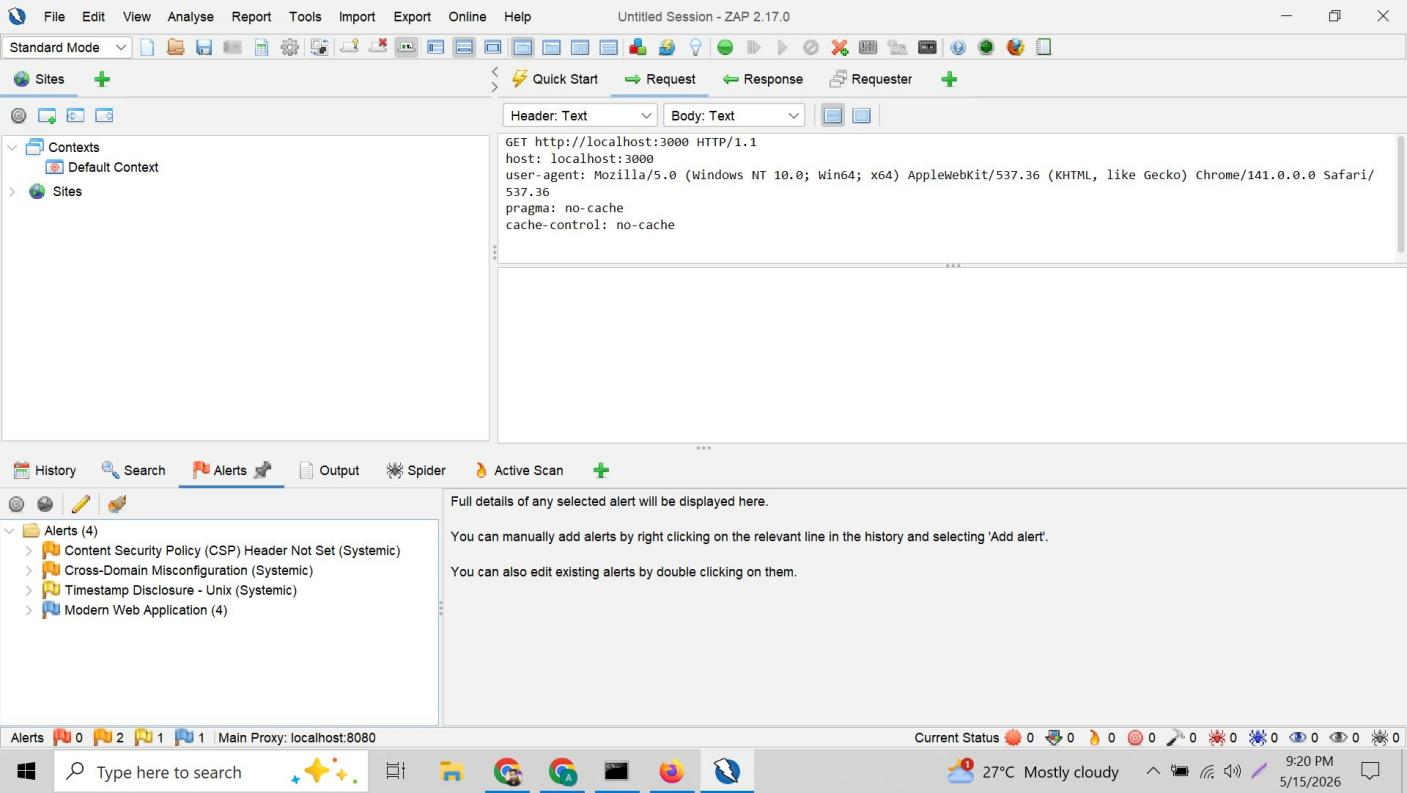 File Edit View Analyse Report Tools Import Export Online Help Untitled Session - ZAP 2.17.0
Standard Mode
Sites
Quick Start Request Response Requester
Header: Text Body: Text
Contexts
Default Context
Sites
GET http://localhost:3000 HTTP/1.1
host: localhost:3000
user-agent: Mozilla/5.0 (Windows NT 10.0; Win64; x64) AppleWebKit/537.36 (KHTML, like Gecko) Chrome/141.0.0.0 Safari/
537.36
pragma: no-cache
cache-control: no-cache
History Search Alerts Output Spider Active Scan
Alerts (4)
Content Security Policy (CSP) Header Not Set (Systemic)
Cross-Domain Misconfiguration (Systemic)
Timestamp Disclosure - Unix (Systemic)
Modern Web Application (4)
Full details of any selected alert will be displayed here.
You can manually add alerts by right clicking on the relevant line in the history and selecting 'Add alert'.
You can also edit existing alerts by double clicking on them.
Alerts 0 2 1 1 Main Proxy: localhost:8080 Current Status 0 0 0 0 0 0 0 0 0 0
Type here to search
A
1
27°C Mostly cloudy
9:20 PM
5/15/2026